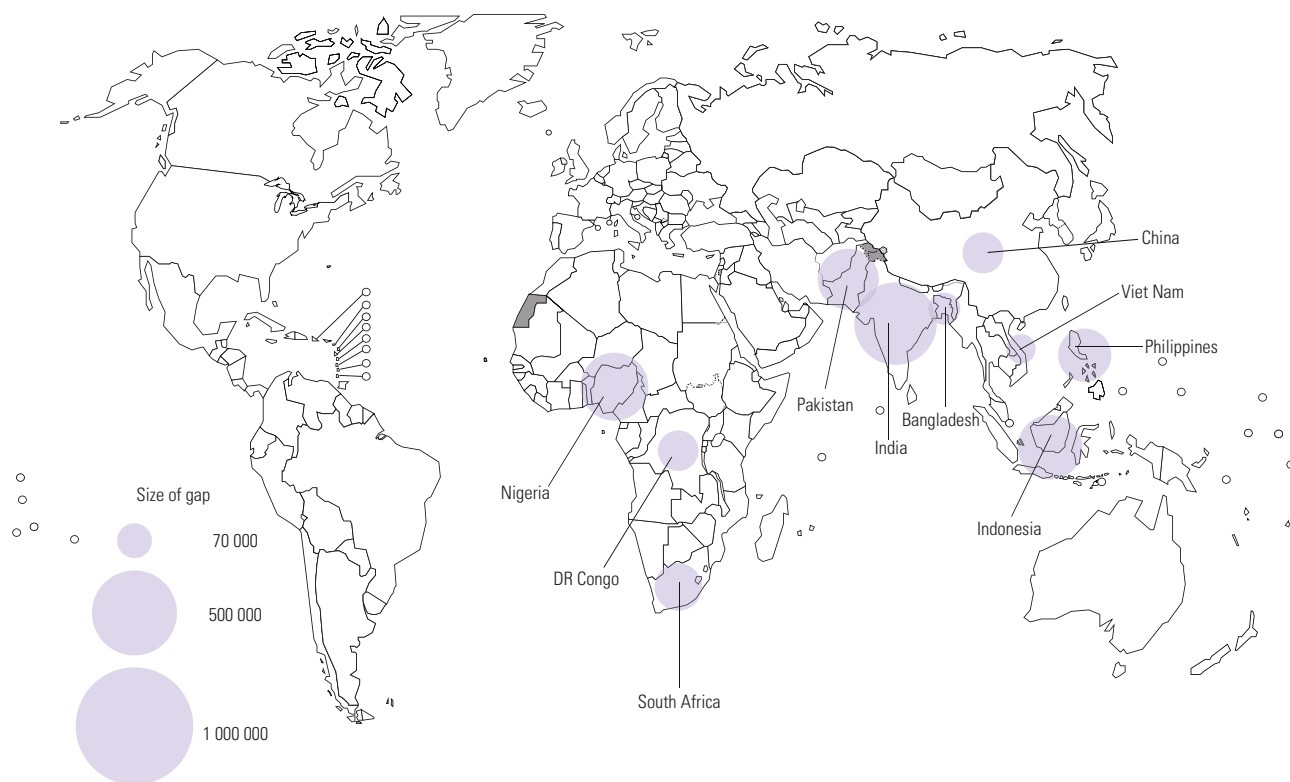 China
Viet Nam
Philippines
Pakistan
Bangladesh
India
Nigeria
Indonesia
DR Congo
South Africa
Size of gap
70 000
500 000
1 000 000